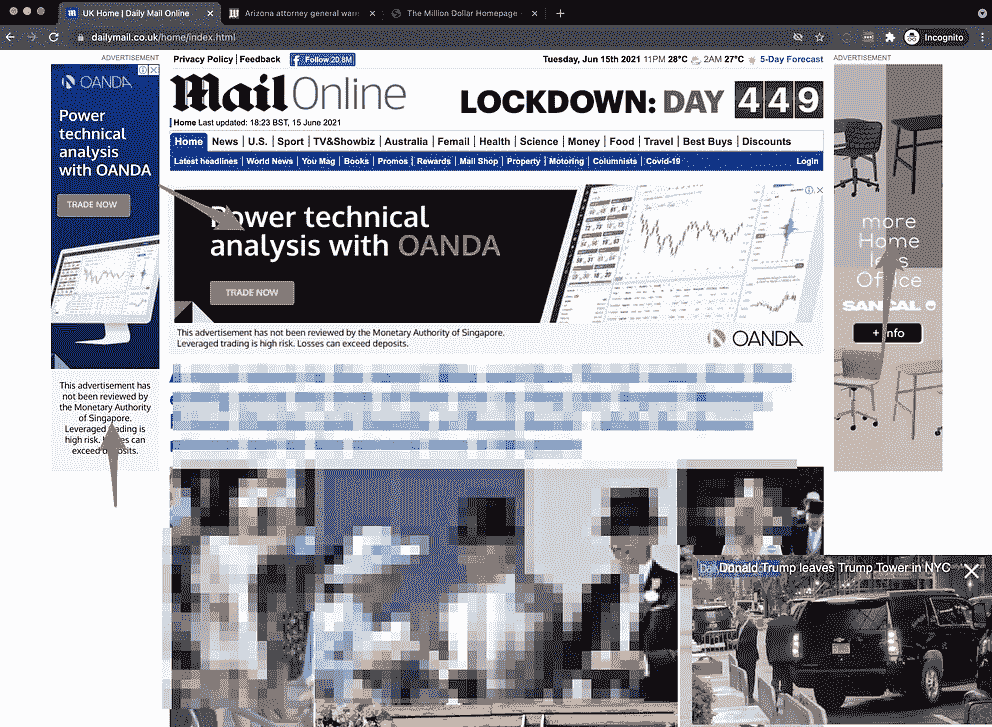 UK Home | Daily Mail Online
Arizona attorney general war
The Million Dollar Homepage
dailymail.co.uk/home/index.html
Incognito
ADVERTISEMENT
Privacy Policy | Feedback
Follow 20.8M
Tuesday, Jun 15th 2021 11PM 28°C 2AM 27°C 5-Day Forecast
ADVERTISEMENT
OANDA
Power
technical
analysis
with OANDA
TRADE NOW
This advertisement has
not been reviewed by
the Monetary Authority
of Singapore.
Leveraged trading is
high risk. Losses can
exceed deposits.
Mail Online
LOCKDOWN: DAY 449
Home Last updated: 18:23 BST, 15 June 2021
Home News U.S. Sport TV&Showbiz Australia Femail Health Science Money Food Travel Best Buys Discounts
Latest headlines World News You Mag Books Promos Rewards Mail Shop Property Motoring Columnists Covid-19 Login
Power technical
analysis with OANDA
TRADE NOW
This advertisement has not been reviewed by the Monetary Authority of Singapore.
Leveraged trading is high risk. Losses can exceed deposits.
OANDA
more
Home
less
Office
SANCAL
+ info
Donald Trump leaves Trump Tower in NYC